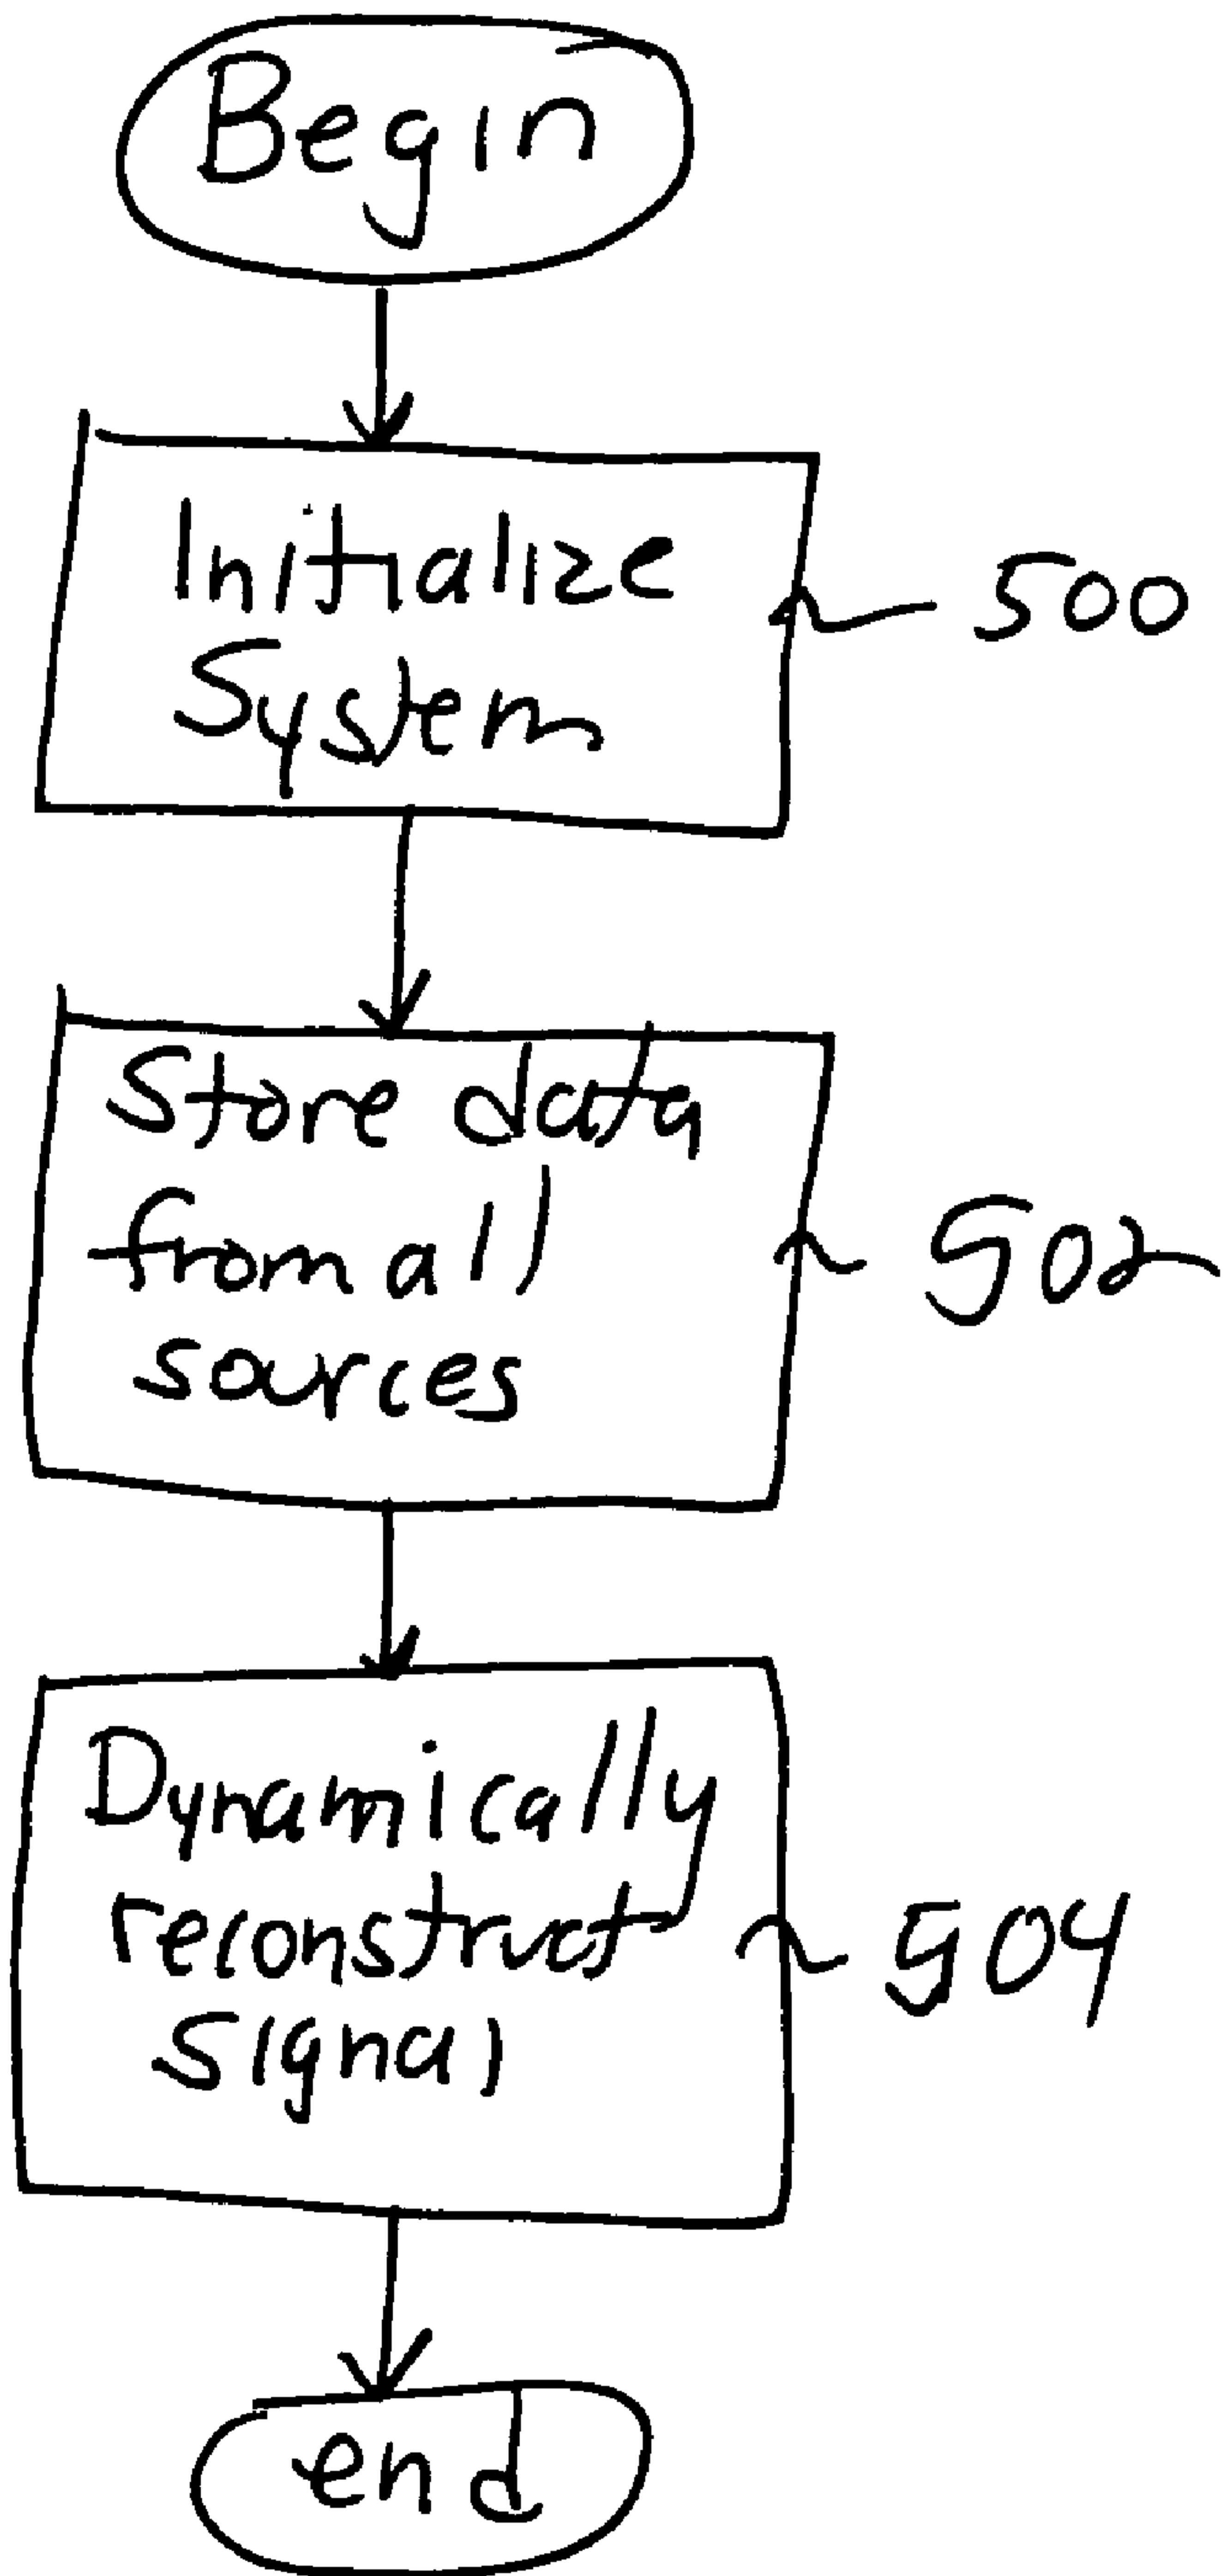 Begin
Initialize
System
500
Store data
from all
sources
502
Dynamically
reconstruct
signal
504
end